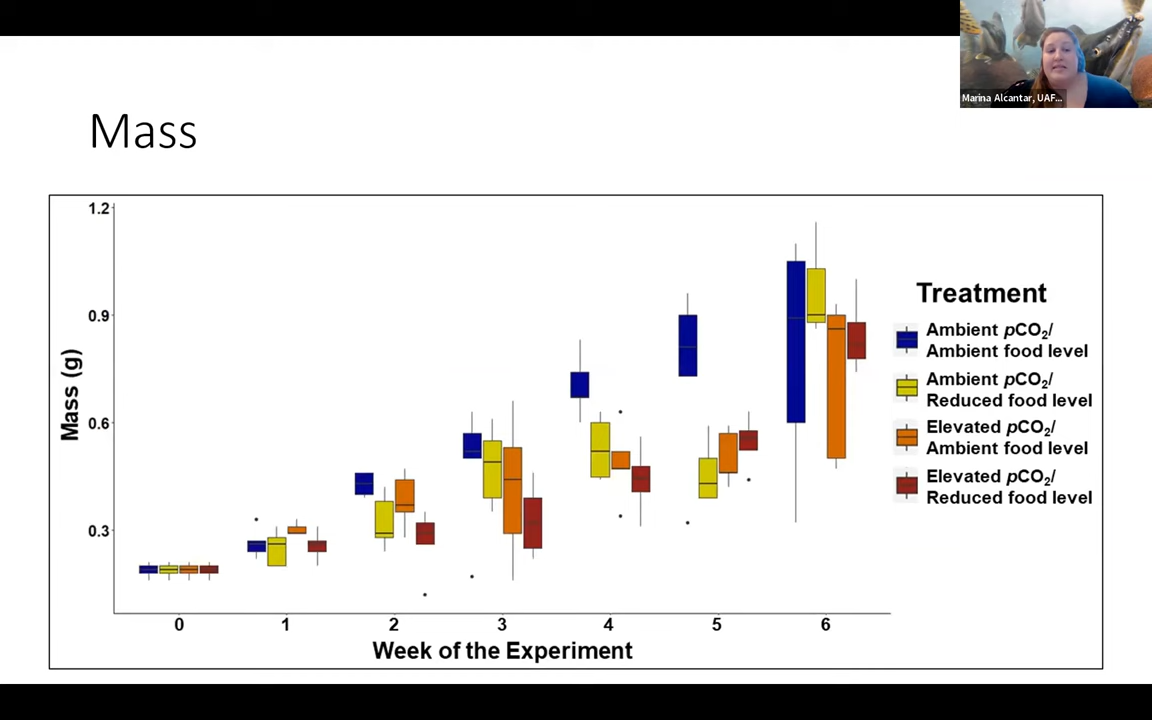 Marina Alcantar, UAF...
Mass
1.2
0.9
0.6
0.3
Mass (g)
0 1 2 3 4 5 6
Week of the Experiment
Treatment
Ambient pCO₂/
Ambient food level
Ambient pCO₂/
Reduced food level
Elevated pCO₂/
Ambient food level
Elevated pCO₂/
Reduced food level